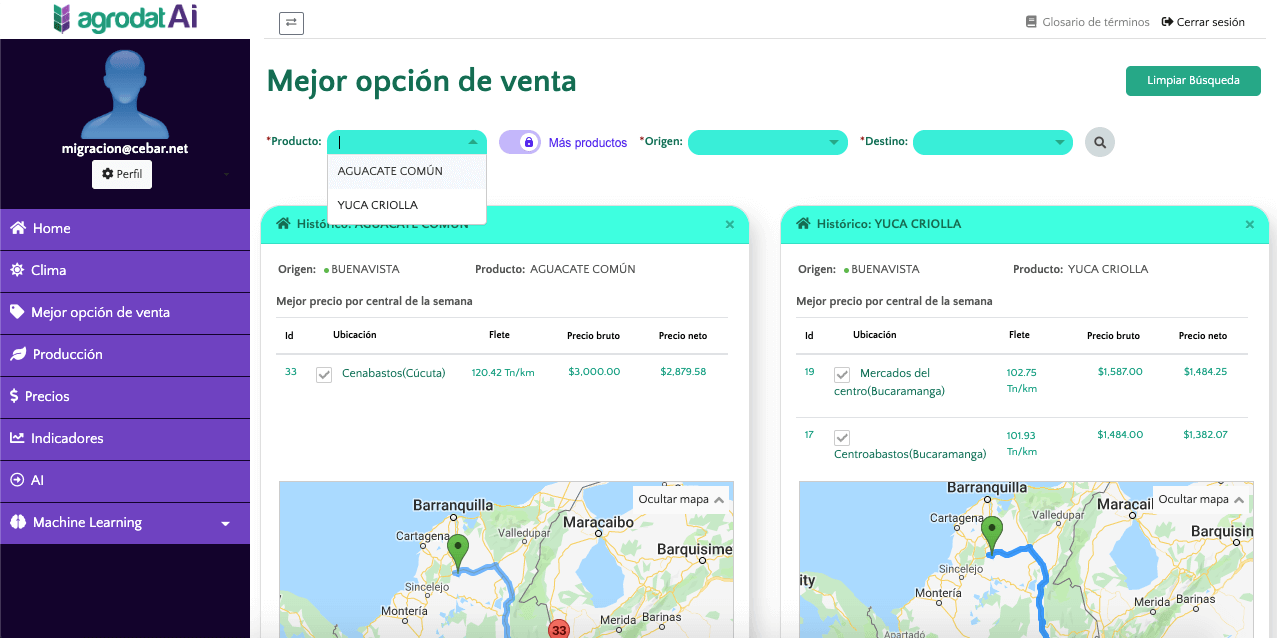 agrodatAi
Glosario de términos
Cerrar sesión
migracion@cebar.net
Perfil
Home
Clima
Mejor opción de venta
Producción
Precios
Indicadores
AI
Machine Learning
Mejor opción de venta
Limpiar Búsqueda
*Producto:
Más productos
*Origen:
*Destino:
AGUACATE COMÚN
YUCA CRIOLLA
Histórico: AGUACATE COMÚN
Origen: BUENAVISTA Producto: AGUACATE COMÚN
Mejor precio por central de la semana
Id Ubicación Flete Precio bruto Precio neto
33 Cenabastos(Cúcuta) 120.42 Tn/km $3,000.00 $2,879.58
Ocultar mapa
Barranquilla
Cartagena
Valledupar
Maracaibo
Barquisime
Sincelejo
Montería
Merida
Barinas
33
Histórico: YUCA CRIOLLA
Origen: BUENAVISTA Producto: YUCA CRIOLLA
Mejor precio por central de la semana
Id Ubicación Flete Precio bruto Precio neto
19 Mercados del 102.75 $1,587.00 $1,484.25
centro(Bucaramanga) Tn/km
17 101.93 $1,484.00 $1,382.07
Centroabastos(Bucaramanga) Tn/km
Ocultar mapa
Barranquilla
Cartagena
Valledupar
Maracai
Barquisin
Sincelejo
ity
Montería
Merida
Barinas
Apartadó